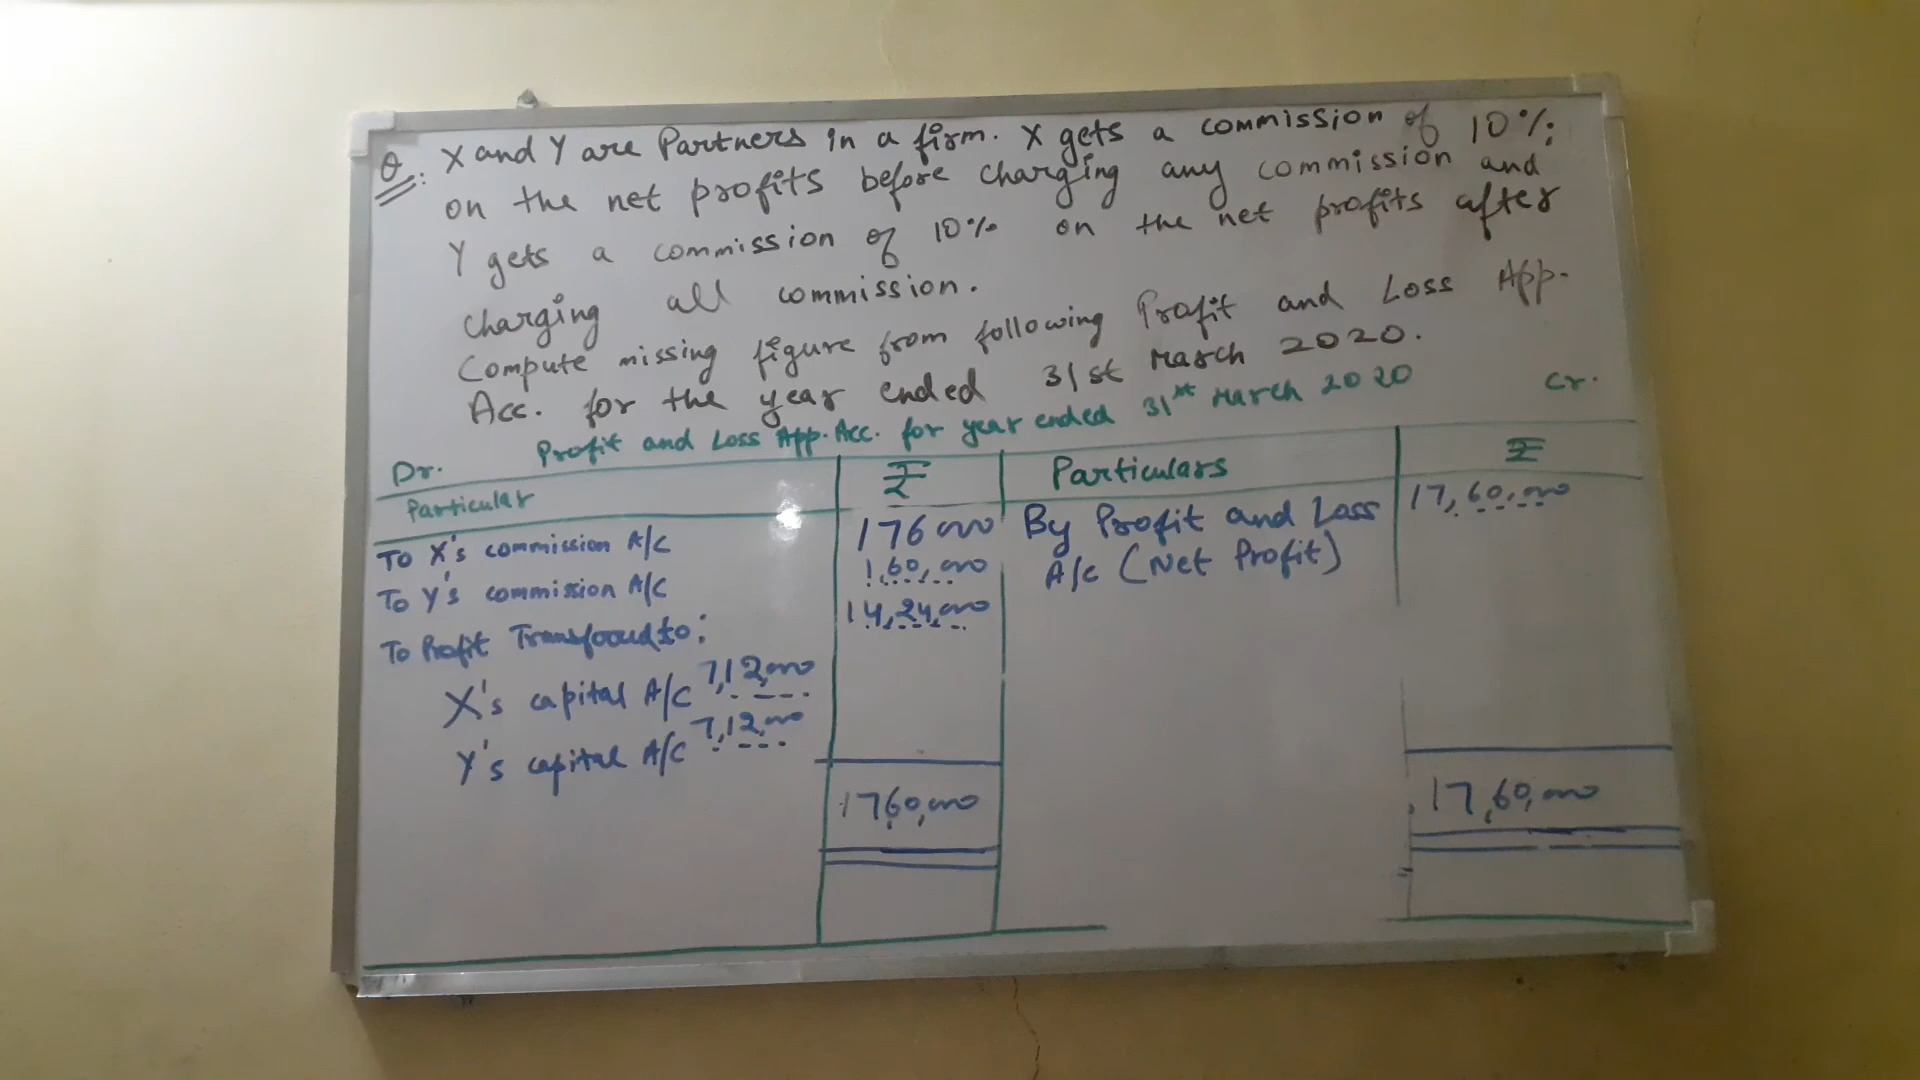 Q: X and Y are Partners in a firm. X gets a commission of 10%
on the net profits before charging any commission and
Y gets a commission of 10% on the net profits after
charging all commission.
Compute missing figure from following Profit and Loss App.
Acc. for the year ended 31st March 2020.
Profit and Loss App. Acc. for year ended 31st March 2020
Dr. Cr.
Particular ₹ Particulars ₹
To X's commission A/C 176000 By Profit and Loss 17,60,000
To Y's commission A/C 1,60,000 A/c (Net Profit)
To Profit to: 14,24,000
X's capital A/C 7,12,000
Y's capital A/C 7,12,000
1760,000 17,60,000